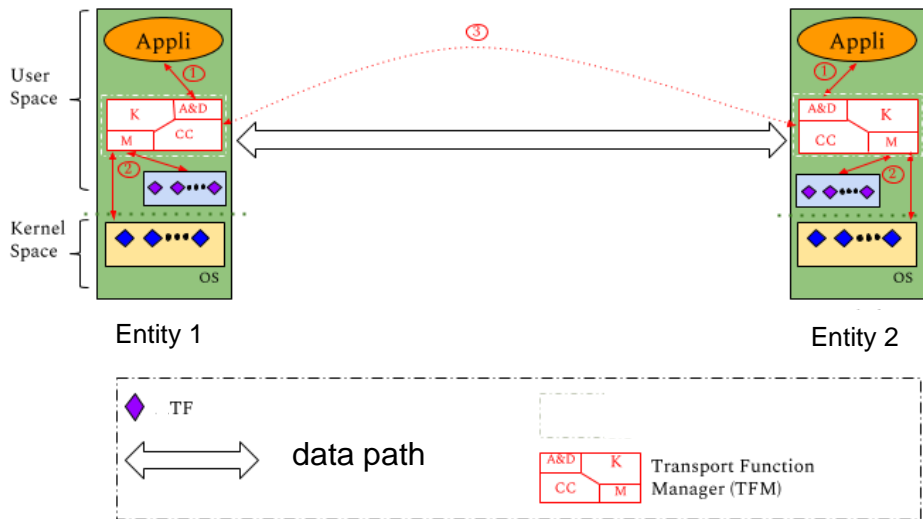 Appli
③
Appli
User
Space
①
①
K
A&D
M
CC
A&D
K
CC
M
②
②
Kernel
Space
OS
OS
Entity 1
Entity 2
TF
data path
A&D
K
CC
M
Transport Function
Manager (TFM)